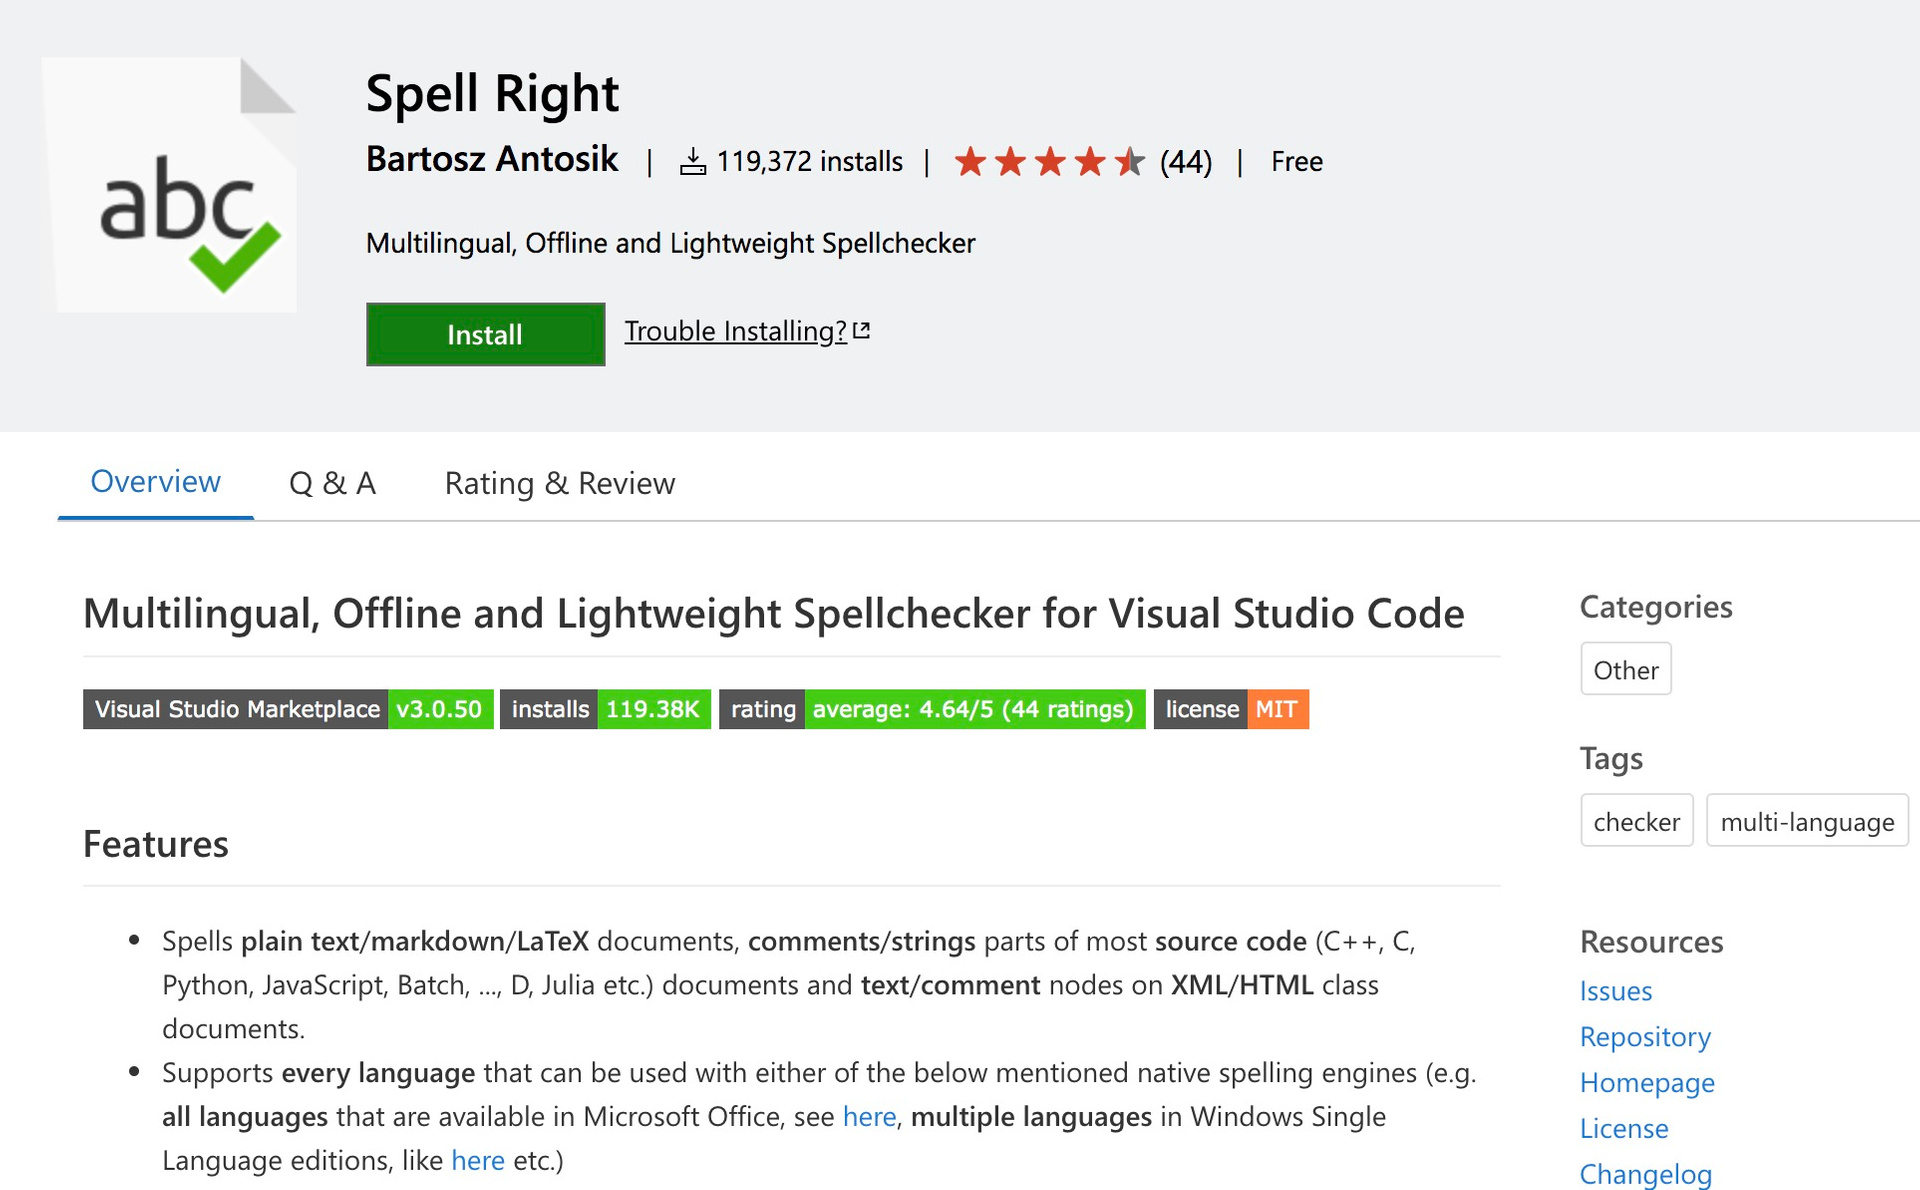 abc
Spell Right
Bartosz Antosik | 119,372 installs | (44) | Free
Multilingual, Offline and Lightweight Spellchecker
Install Trouble Installing?
Overview Q & A Rating & Review
Multilingual, Offline and Lightweight Spellchecker for Visual Studio Code
Visual Studio Marketplace v3.0.50 installs 119.38K rating average: 4.64/5 (44 ratings) license MIT
Features
• Spells plain text/markdown/LaTeX documents, comments/strings parts of most source code (C++, C,
Python, JavaScript, Batch, ..., D, Julia etc.) documents and text/comment nodes on XML/HTML class
documents.
• Supports every language that can be used with either of the below mentioned native spelling engines (e.g.
all languages that are available in Microsoft Office, see here, multiple languages in Windows Single
Language editions, like here etc.)
Categories
Other
Tags
checker multi-language
Resources
Issues
Repository
Homepage
License
Changelog